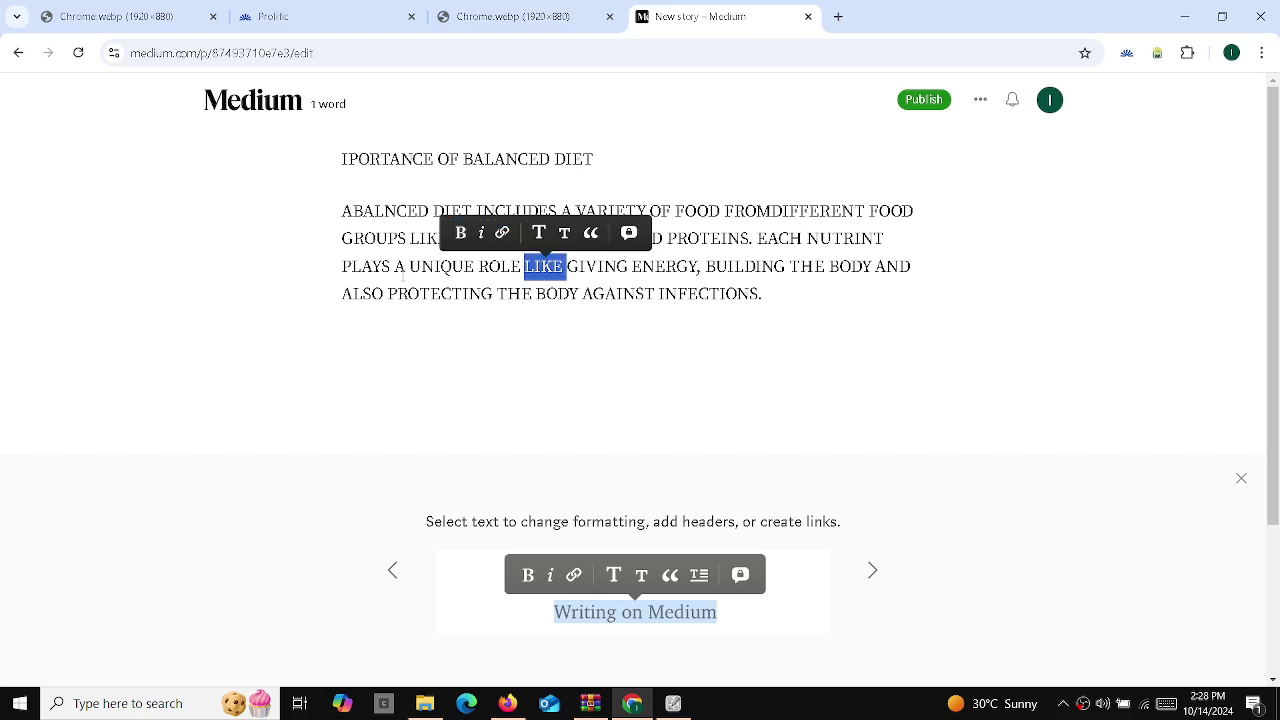 Chrome.webp (1920×880)
Prolific
Chrome.webp (1920×880)
New story – Medium
medium.com/p/87493710e7e3/edit
Medium 1 word
Publish
I
IPORTANCE OF BALANCED DIET
ABALNCED DIET INCLUDES A VARIETY OF FOOD FROMDIFFERENT FOOD
GROUPS LIK D PROTEINS. EACH NUTRINT
PLAYS A UNIQUE ROLE LIKE GIVING ENERGY, BUILDING THE BODY AND
ALSO PROTECTING THE BODY AGAINST INFECTIONS.
Select text to change formatting, add headers, or create links.
Writing on Medium
Type here to search
30°C Sunny
2:28 PM
10/14/2024